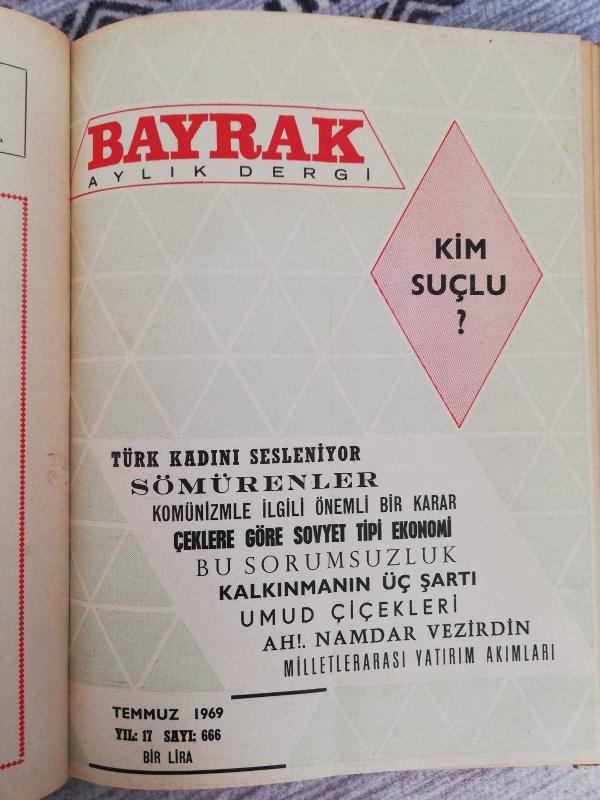 BAYRAK
AYLIK DERGİ
KİM
SUÇLU
?
TÜRK KADINI SESLENİYOR
SÖMÜRENLER
KOMÜNİZMLE İLGİLİ ÖNEMLİ BİR KARAR
ÇEKLERE GÖRE SOVYET TİPİ EKONOMİ
BU SORUMSUZLUK
KALKINMANIN ÜÇ ŞARTI
UMUD ÇİÇEKLERİ
AH!. NAMDAR VEZİRDİN
MİLLETLERARASI YATIRIM AKIMLARI
TEMMUZ 1969
YIL: 17 SAYI: 666
BİR LİRA